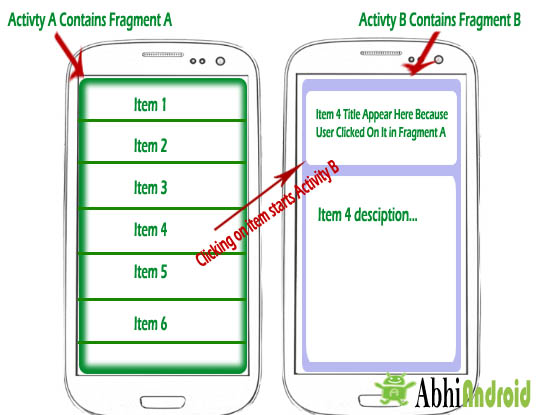 Activty A Contains Fragment A
Activty B Contains Fragment B
Item 1
Item 2
Item 3
Item 4
Item 5
Item 6
Clicking on item starts Activity B
Item 4 Title Appear Here Because
User Clicked On It in Fragment A
Item 4 desciption...
AbhiAndroid